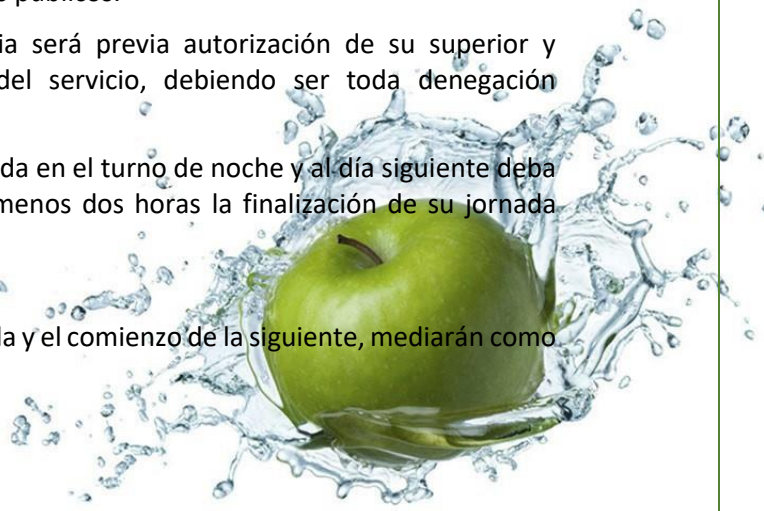 ia será previa autorización de su superior y
del servicio, debiendo ser toda denegación
da en el turno de noche y al día siguiente deba
menos dos horas la finalización de su jornada
la y el comienzo de la siguiente, mediarán como